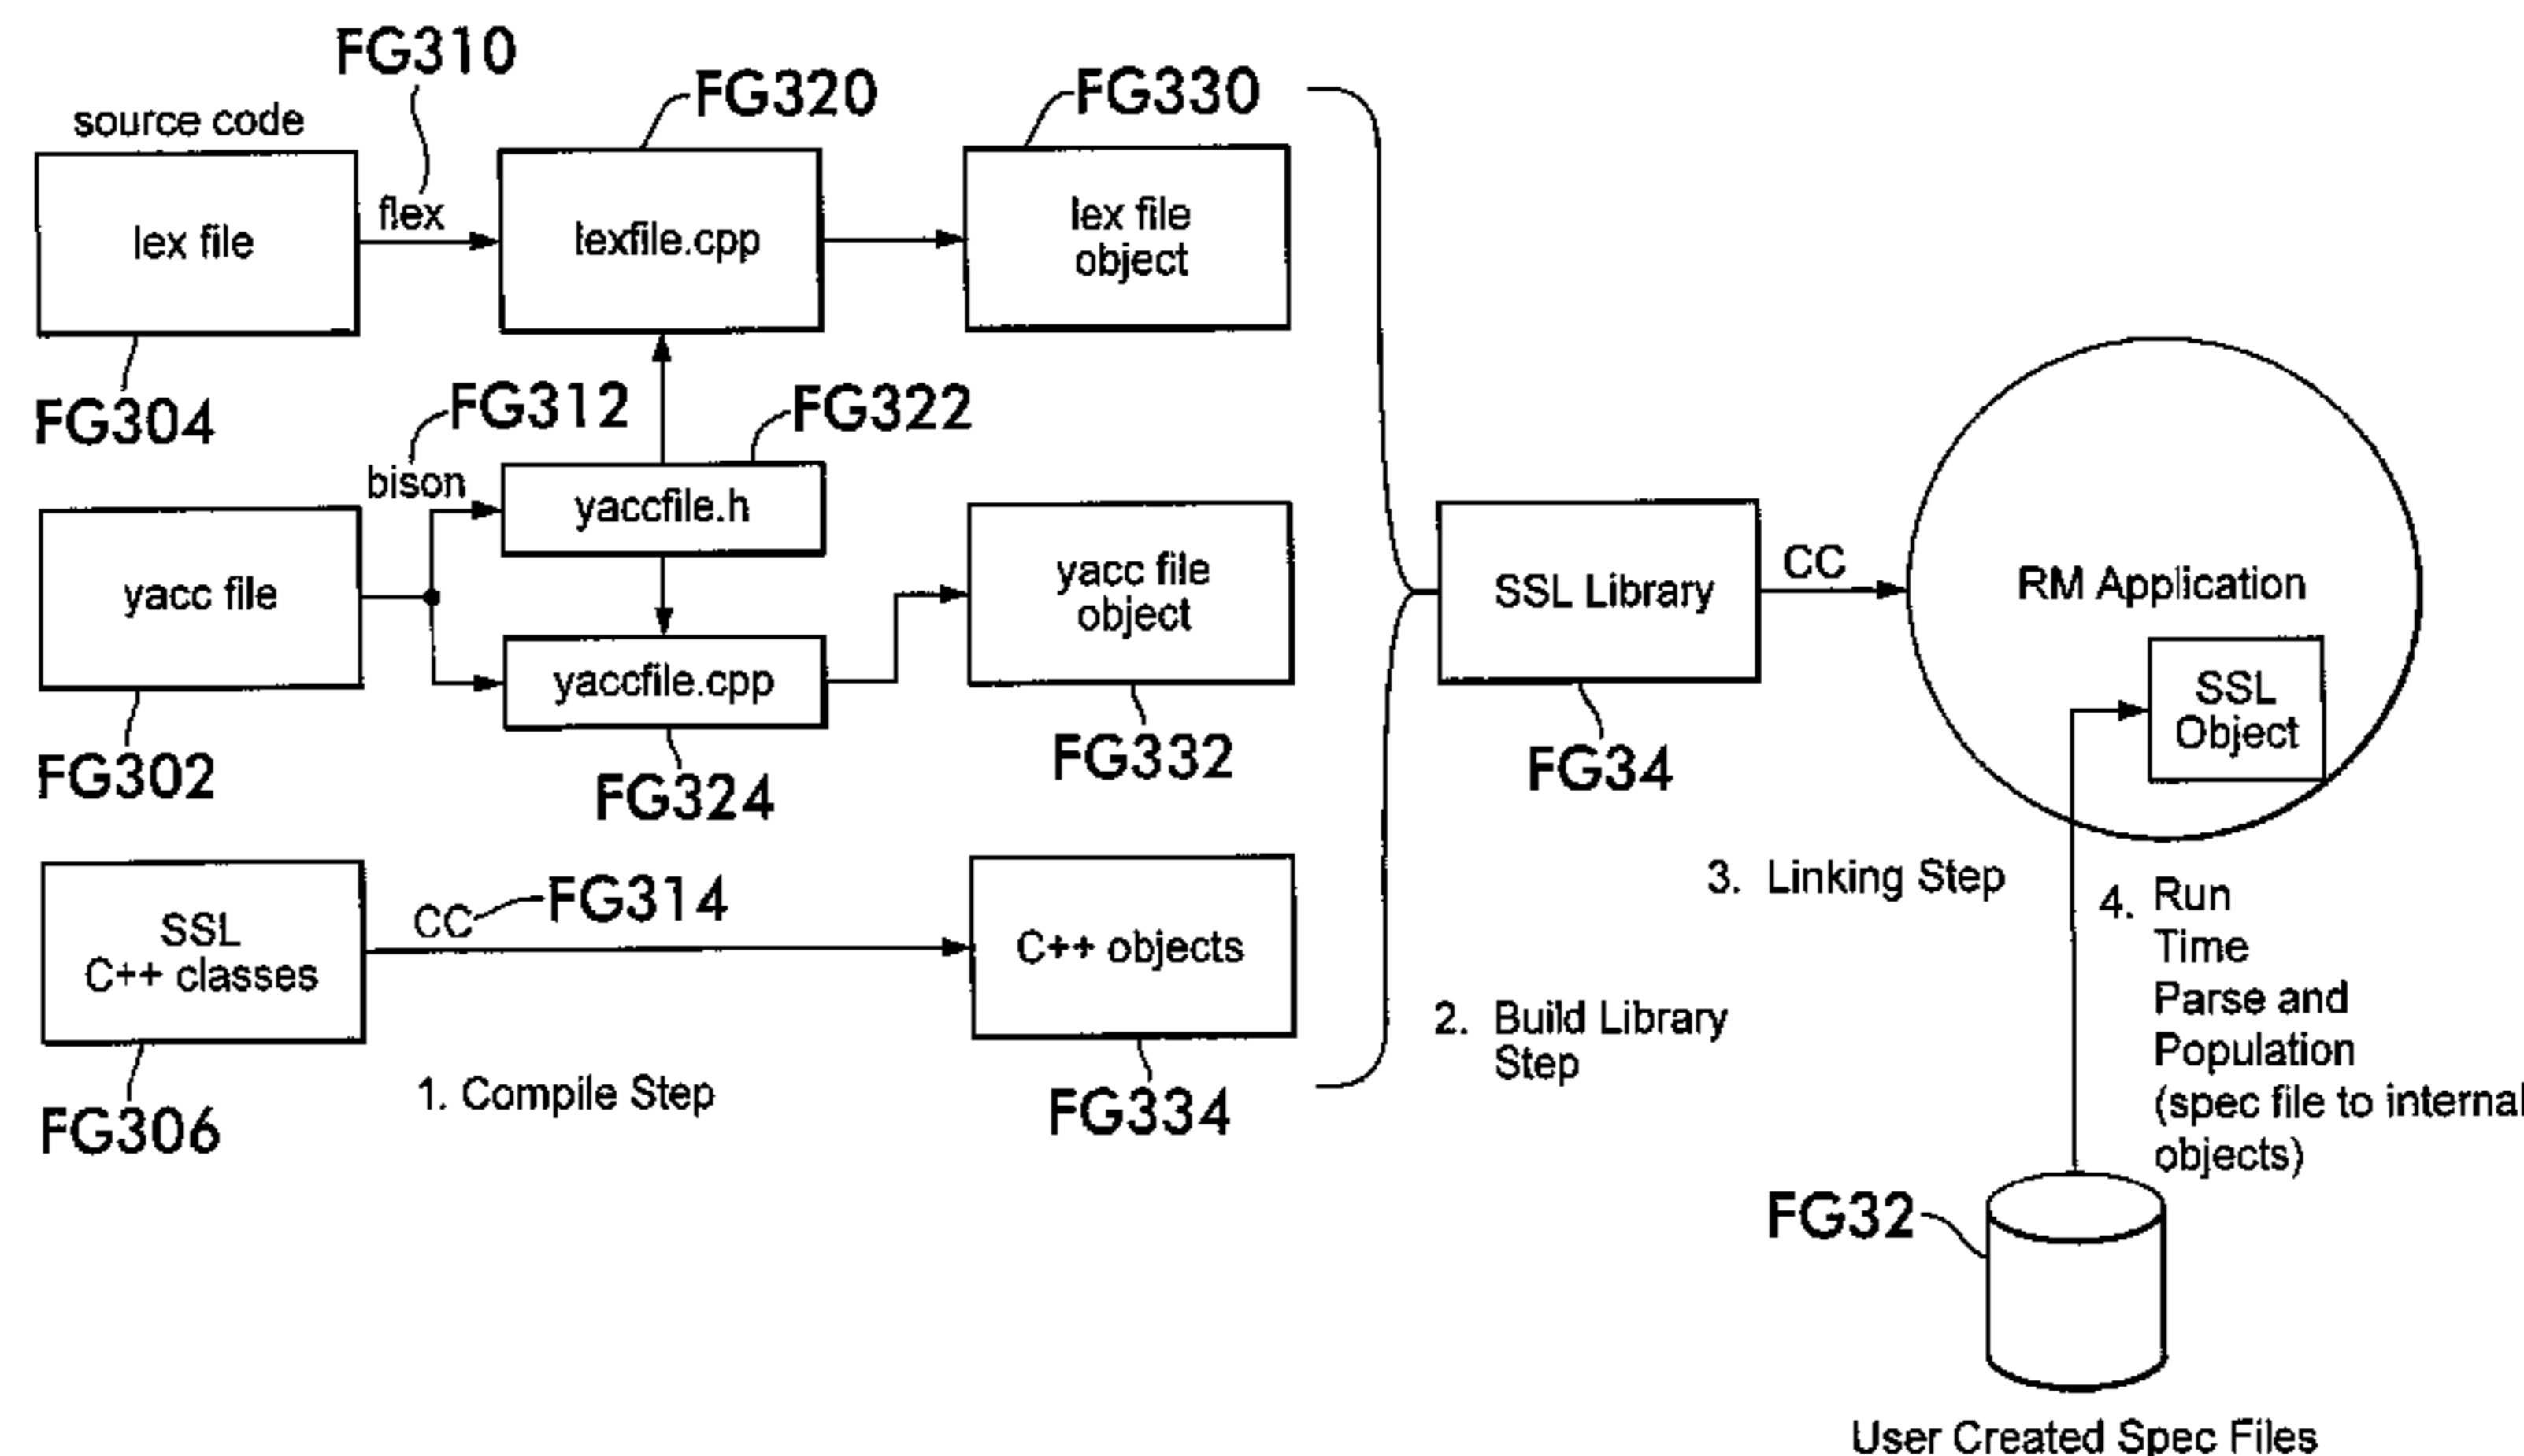 FG310
FG320
FG330
source code
lex file
flex
lexfile.cpp
lex file
object
FG304
FG312
FG322
bison
yacc file
yaccfile.h
yaccfile.cpp
yacc file
object
FG302
FG324
FG332
SSL Library
CC
FG34
RM Application
SSL
Object
SSL
C++ classes
CC
FG314
C++ objects
FG306
1. Compile Step
FG334
2. Build Library
Step
3. Linking Step
4. Run
Time
Parse and
Population
(spec file to internal
objects)
FG32
User Created Spec Files